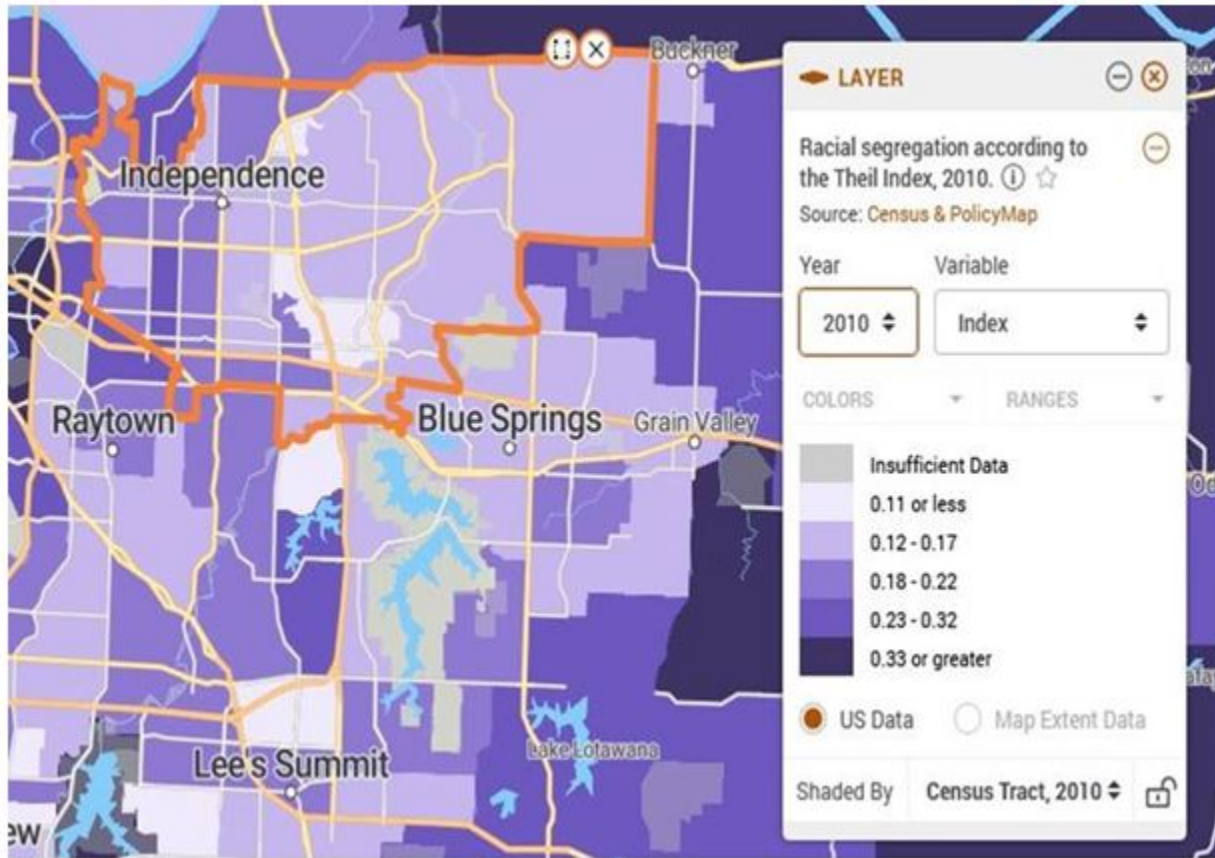 Buckner
Independence
Raytown
Blue Springs
Grain Valley
Lee's Summit
Lake Lotawana
ew
LAYER
Racial segregation according to
the Theil Index, 2010.
Source: Census & PolicyMap
Year Variable
2010 Index
COLORS RANGES
Insufficient Data
0.11 or less
0.12 - 0.17
0.18 - 0.22
0.23 - 0.32
0.33 or greater
US Data Map Extent Data
Shaded By Census Tract, 2010